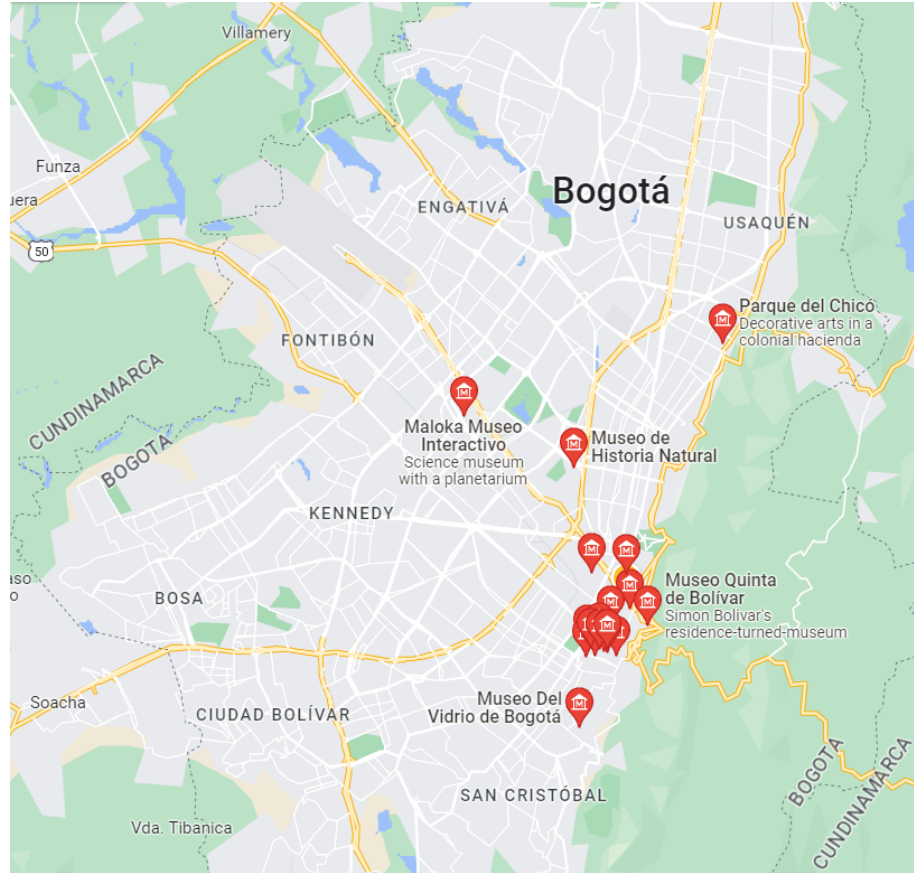 Villamery
Funza
uera
50
ENGATIVÁ
Bogotá
USAQUÉN
Parque del Chicó
Decorative arts in a
colonial hacienda
FONTIBÓN
CUNDINAMARCA
BOGOTA
Maloka Museo
Interactivo
Science museum
with a planetarium
Museo de
Historia Natural
KENNEDY
aso
o
BOSA
Museo Quinta
de Bolívar
Simon Bolivar's
residence-turned-museum
Soacha
CIUDAD BOLÍVAR
Museo Del
Vidrio de Bogotá
SAN CRISTÓBAL
BOGOTA
CUNDINAMARCA
Vda. Tibanica